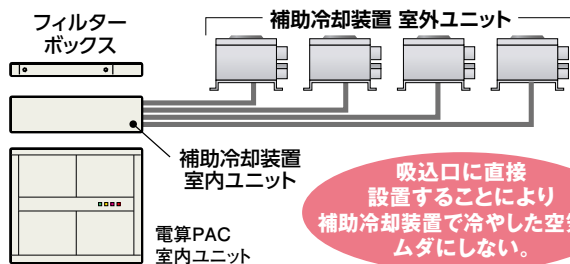 フィルター
ボックス
補助冷却装置 室外ユニット
補助冷却装置
室内ユニット
電算PAC
室内ユニット
吸込口に直接
設置することにより
補助冷却装置で冷やした空
ムダにしない。